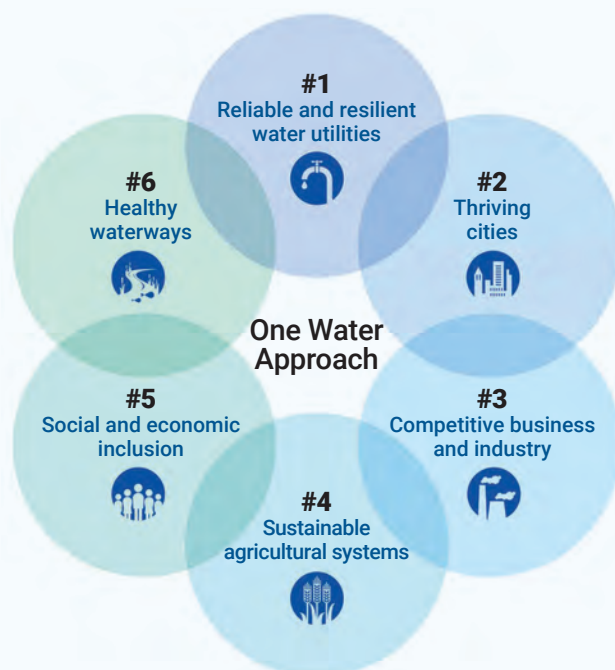 #1
Reliable and resilient
water utilities
#2
Thriving
cities
#3
Competitive business
and industry
#4
Sustainable
agricultural systems
#5
Social and economic
inclusion
#6
Healthy
waterways
One Water
Approach